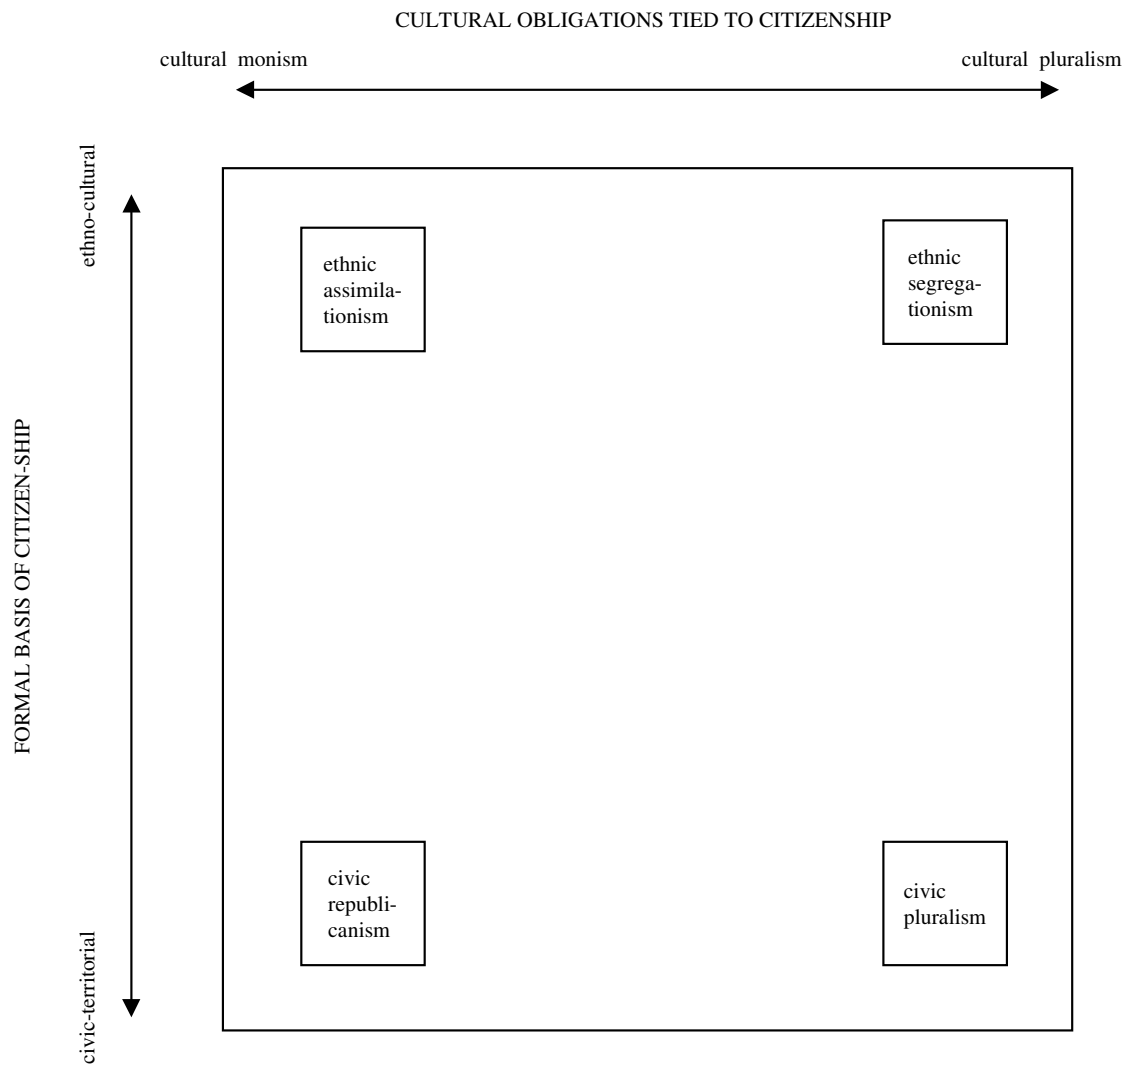 CULTURAL OBLIGATIONS TIED TO CITIZENSHIP
cultural monism
cultural pluralism
ethno-cultural
FORMAL BASIS OF CITIZEN-SHIP
civic-territorial
ethnic
assimila-
tionism
ethnic
segrega-
tionism
civic
republi-
canism
civic
pluralism